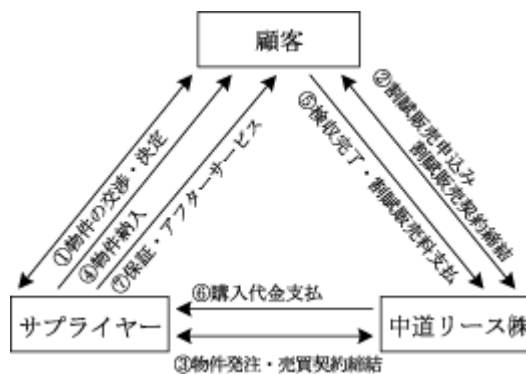 顧客
①物件の交渉・決定
④物件納入
⑦保証・アフターサービス
②割賦販売申込み
割賦販売契約締結
⑤検収完了・割賦販売料支払
⑥購入代金支払
サプライヤー
中道リース㈱
③物件発注・売買契約締結